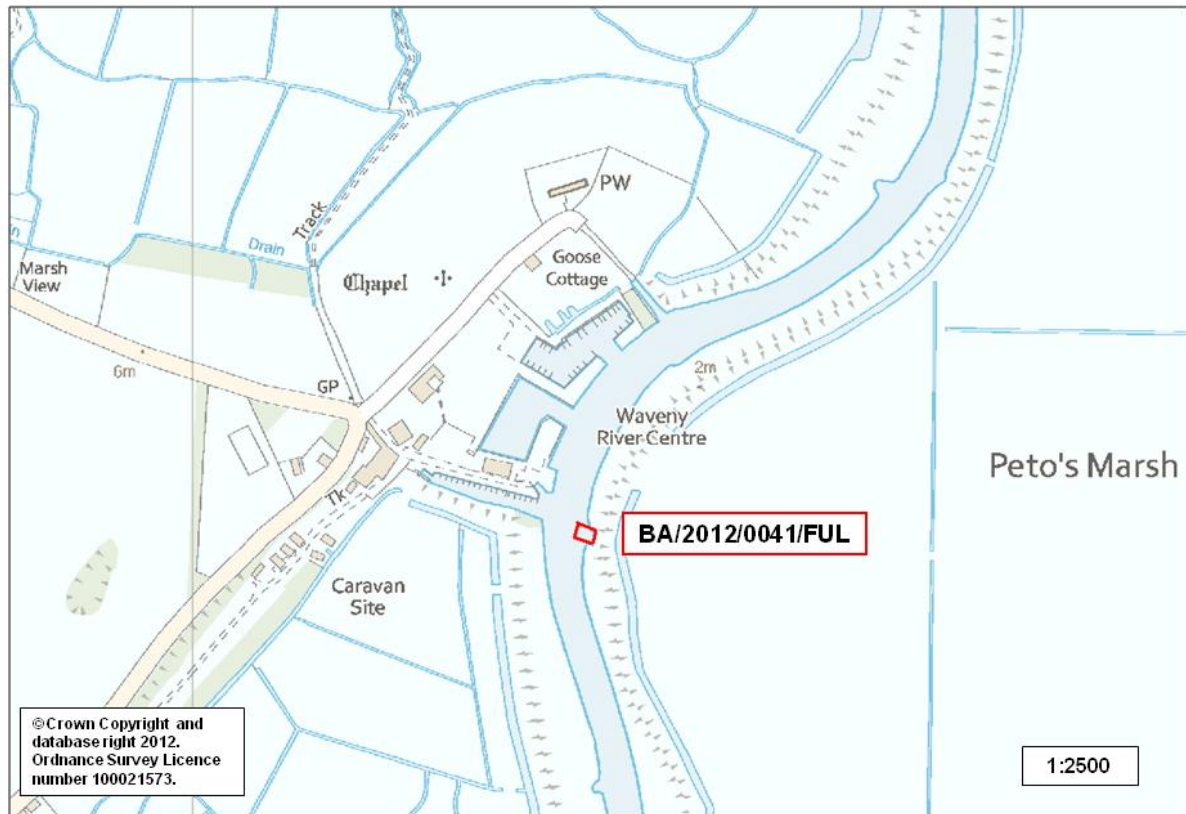 PW
Track
Drain
Goose
Cottage
Marsh
View
Chapel
6m
GP
2m
Waveny
River Centre
Peto's Marsh
Tk
BA/2012/0041/FUL
Caravan
Site
©Crown Copyright and
database right 2012.
Ordnance Survey Licence
number 100021573.
1:2500